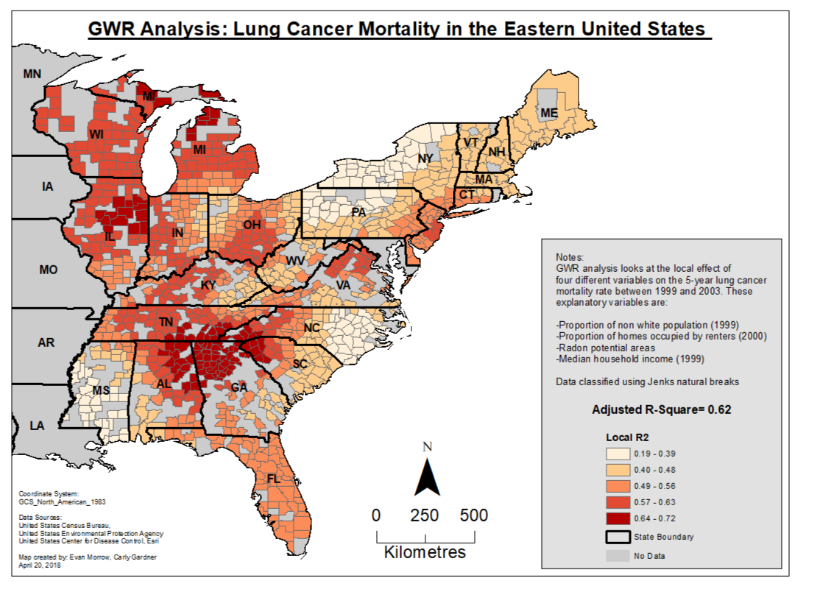 GWR Analysis: Lung Cancer Mortality in the Eastern United States
MN
MI
ME
WI
VT
NH
MI
NY
MA
IA
CT
PA
OH
IL
IN
WV
MO
VA
KY
TN
NC
AR
SC
AL
GA
MS
LA
FL
Notes:
GWR analysis looks at the local effect of
four different variables on the 5-year lung cancer
mortality rate between 1999 and 2003. These
explanatory variables are:
-Proportion of non white population (1999)
-Proportion of homes occupied by renters (2000)
-Radon potential areas
-Median household income (1999)
Data classified using Jenks natural breaks
Adjusted R-Square= 0.62
Local R2
0.19 - 0.39
0.40 - 0.48
0.49 - 0.56
0.57 - 0.63
0.64 - 0.72
State Boundary
No Data
N
0 250 500
Kilometres
Coordinate System:
GCS_North_American_1983
Data Sources:
United States Census Bureau,
United States Environmental Protection Agency
United States Center for Disease Control, Esri
Map created by: Evan Morrow, Carly Gardner
April 20, 2018